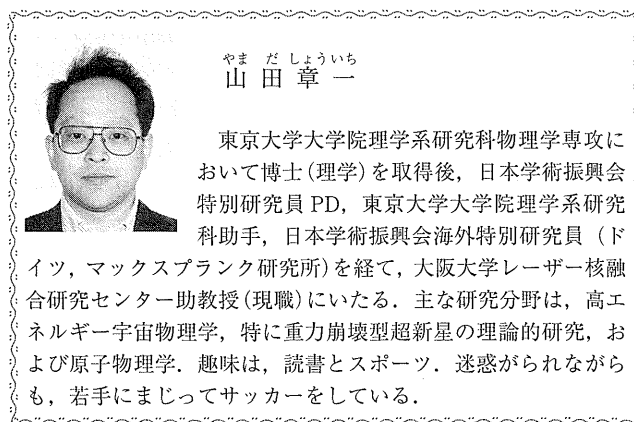 やま だ しょういち
山田章一
東京大学大学院理学系研究科物理学専攻に
おいて博士（理学）を取得後，日本学術振興会
特別研究員PD，東京大学大学院理学系研究
科助手，日本学術振興会海外特別研究員（ド
イツ，マックスプランク研究所）を経て，大阪大学レーザー核融
合研究センター助教授（現職）にいたる．主な研究分野は，高エ
ネルギー宇宙物理学，特に重力崩壊型超新星の理論的研究，お
よび原子物理学．趣味は，読書とスポーツ．迷惑がられながら
も，若手にまじってサッカーをしている．